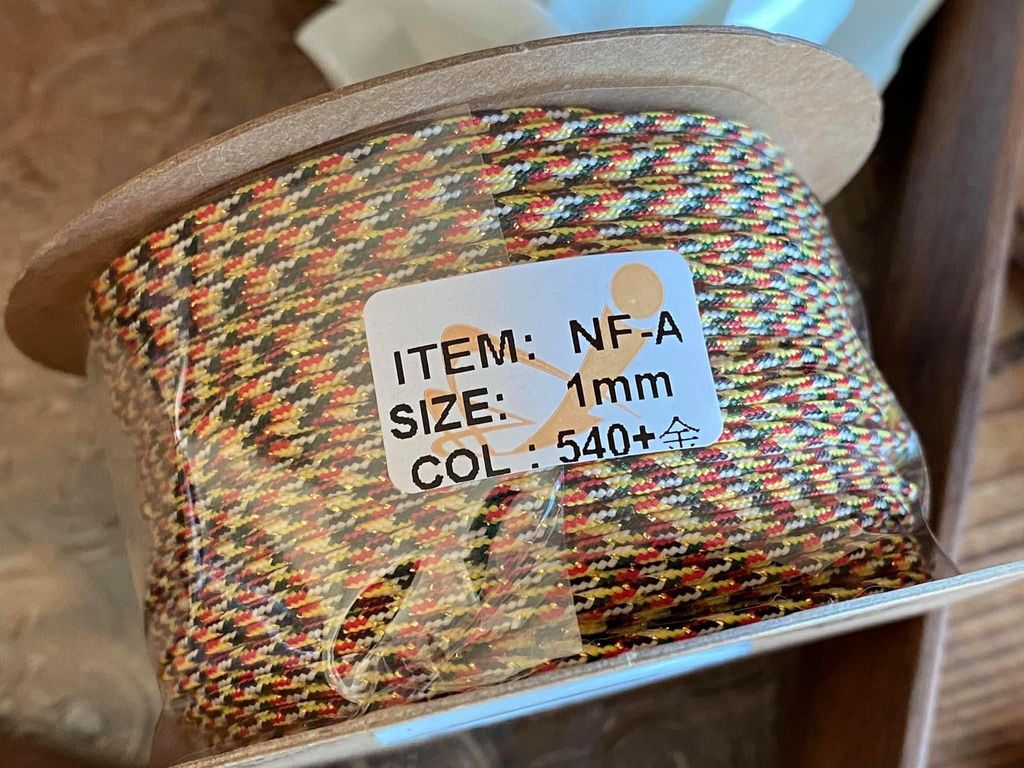 ITEM: NF-A
SIZE: 1mm
COL : 540+金